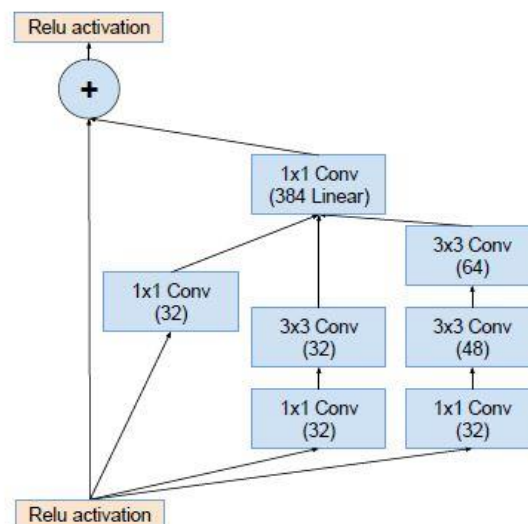 Relu activation
+
1x1 Conv
(384 Linear)
3x3 Conv
(64)
1x1 Conv
(32)
3x3 Conv
(32)
3x3 Conv
(48)
1x1 Conv
(32)
1x1 Conv
(32)
Relu activation